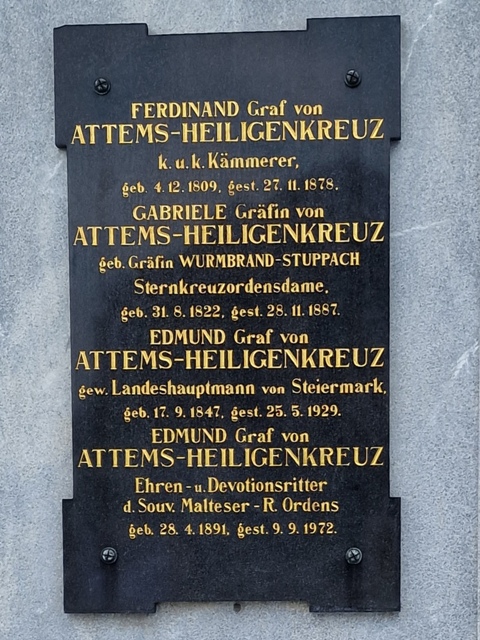 FERDINAND Graf von
ATTEMS-HEILIGENKREUZ
k.u.k.Kämmerer,
geb. 4.12.1809, gest. 27.11.1878.
GABRIELE Gräfin von
ATTEMS-HEILIGENKREUZ
geb. Gräfin WURMBRAND-STUPPACH
Sternkreuzordensdame,
geb. 31.8.1822, gest. 28.11.1887.
EDMUND Graf von
ATTEMS-HEILIGENKREUZ
gew. Landeshauptmann von Steiermark,
geb. 17.9.1847, gest. 25.5.1929.
EDMUND Graf von
ATTEMS-HEILIGENKREUZ
Ehren- u. Devotionsritter
d. Souv. Malteser-R. Ordens
geb. 28.4.1891, gest. 9.9.1972.